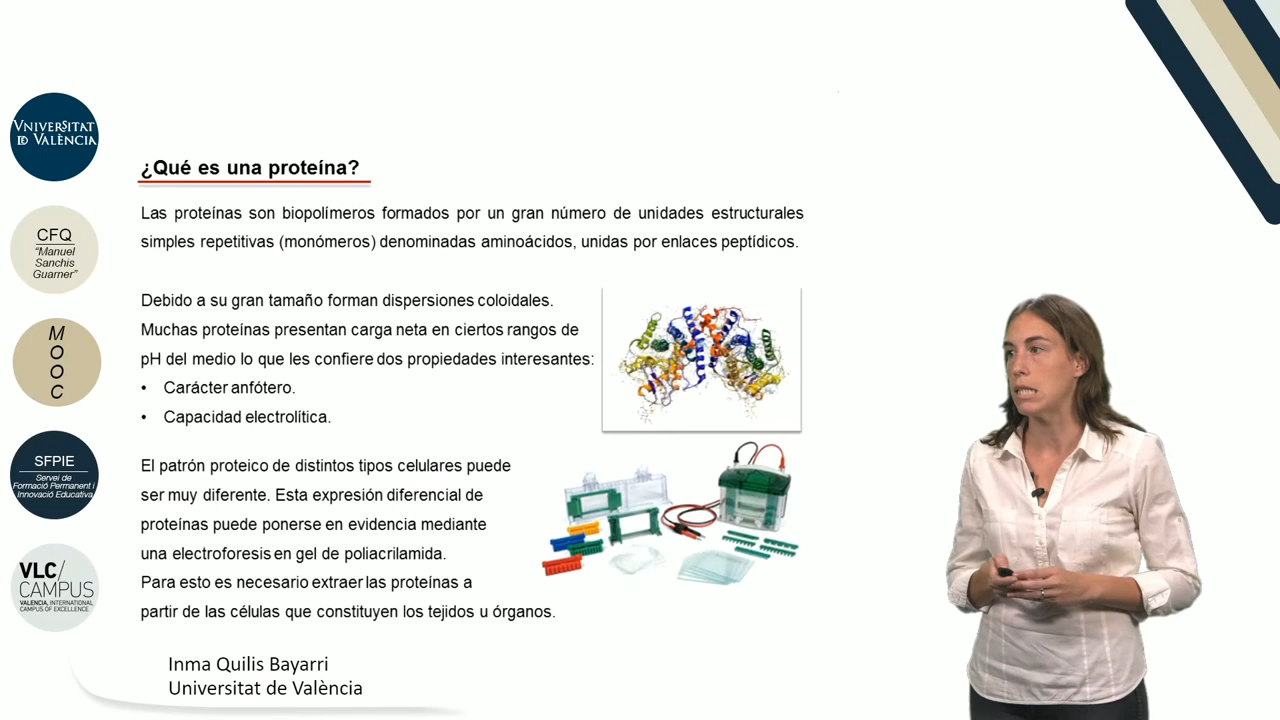 VNIVERSITAT
ID VALÈNCIA
CFQ
"Manuel
Sanchis
Guarner"
M
O
O
C
SFPIE
Servei de
Formació Permanent i
Innovació Educativa
VLC/
CAMPUS
VALENCIA, INTERNATIONAL
CAMPUS OF EXCELLENCE
¿Qué es una proteína?
Las proteínas son biopolímeros formados por un gran número de unidades estructurales
simples repetitivas (monómeros) denominadas aminoácidos, unidas por enlaces peptídicos.
Debido a su gran tamaño forman dispersiones coloidales.
Muchas proteínas presentan carga neta en ciertos rangos de
pH del medio lo que les confiere dos propiedades interesantes:
• Carácter anfótero.
• Capacidad electrolítica.
El patrón proteico de distintos tipos celulares puede
ser muy diferente. Esta expresión diferencial de
proteínas puede ponerse en evidencia mediante
una electroforesis en gel de poliacrilamida.
Para esto es necesario extraer las proteínas a
partir de las células que constituyen los tejidos u órganos.
Inma Quilis Bayarri
Universitat de València